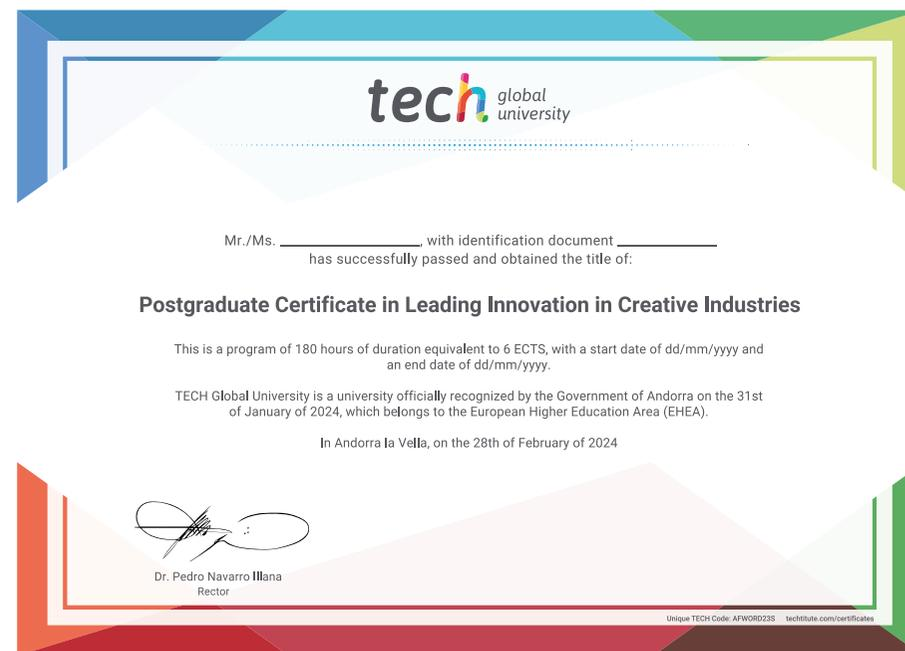 tech global
university
Mr./Ms. ____________, with identification document ____________
has successfully passed and obtained the title of:
Postgraduate Certificate in Leading Innovation in Creative Industries
This is a program of 180 hours of duration equivalent to 6 ECTS, with a start date of dd/mm/yyyy and
an end date of dd/mm/yyyy.
TECH Global University is a university officially recognized by the Government of Andorra on the 31st
of January of 2024, which belongs to the European Higher Education Area (EHEA).
In Andorra la Vella, on the 28th of February of 2024
Dr. Pedro Navarro Illana
Rector
Unique TECH Code: AFWORD23S techtitute.com/certificates